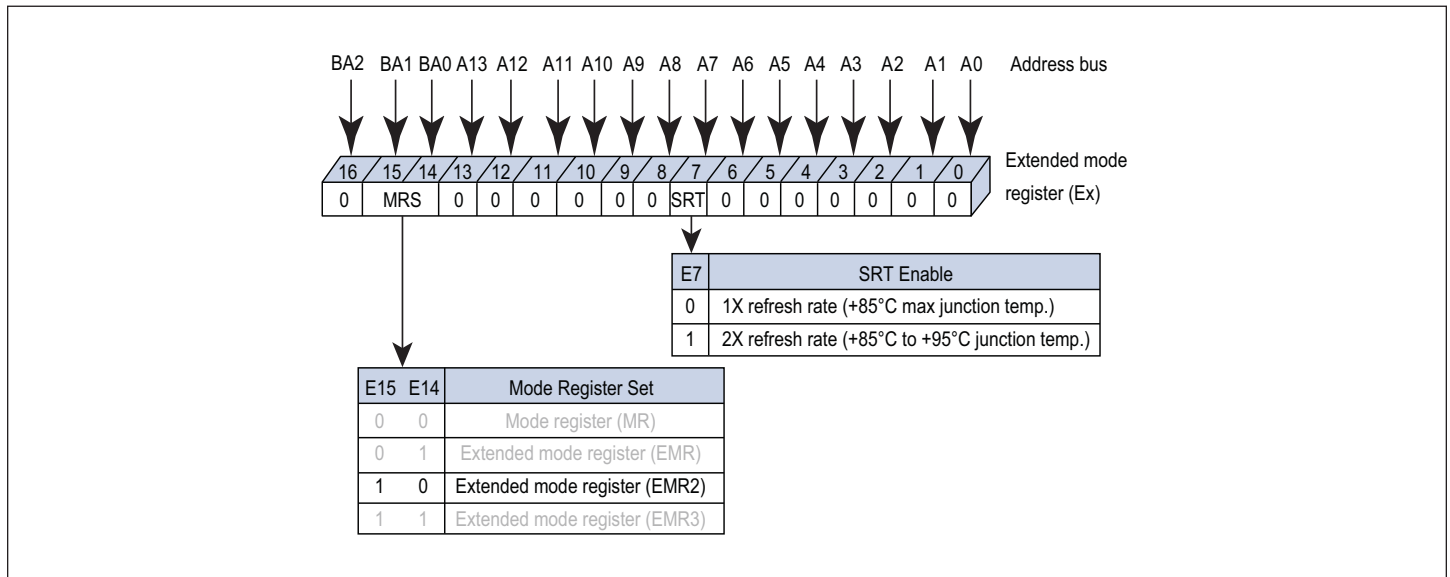 BA2 BA1 BA0 A13 A12 A11 A10 A9 A8 A7 A6 A5 A4 A3 A2 A1 A0 Address bus
16 15 14 13 12 11 10 9 8 7 6 5 4 3 2 1 0 Extended mode
0 MRS 0 0 0 0 0 0 SRT 0 0 0 0 0 0 0 register (Ex)
E7 SRT Enable
0 1X refresh rate (+85°C max junction temp.)
1 2X refresh rate (+85°C to +95°C junction temp.)
E15 E14 Mode Register Set
0 0 Mode register (MR)
0 1 Extended mode register (EMR)
1 0 Extended mode register (EMR2)
1 1 Extended mode register (EMR3)